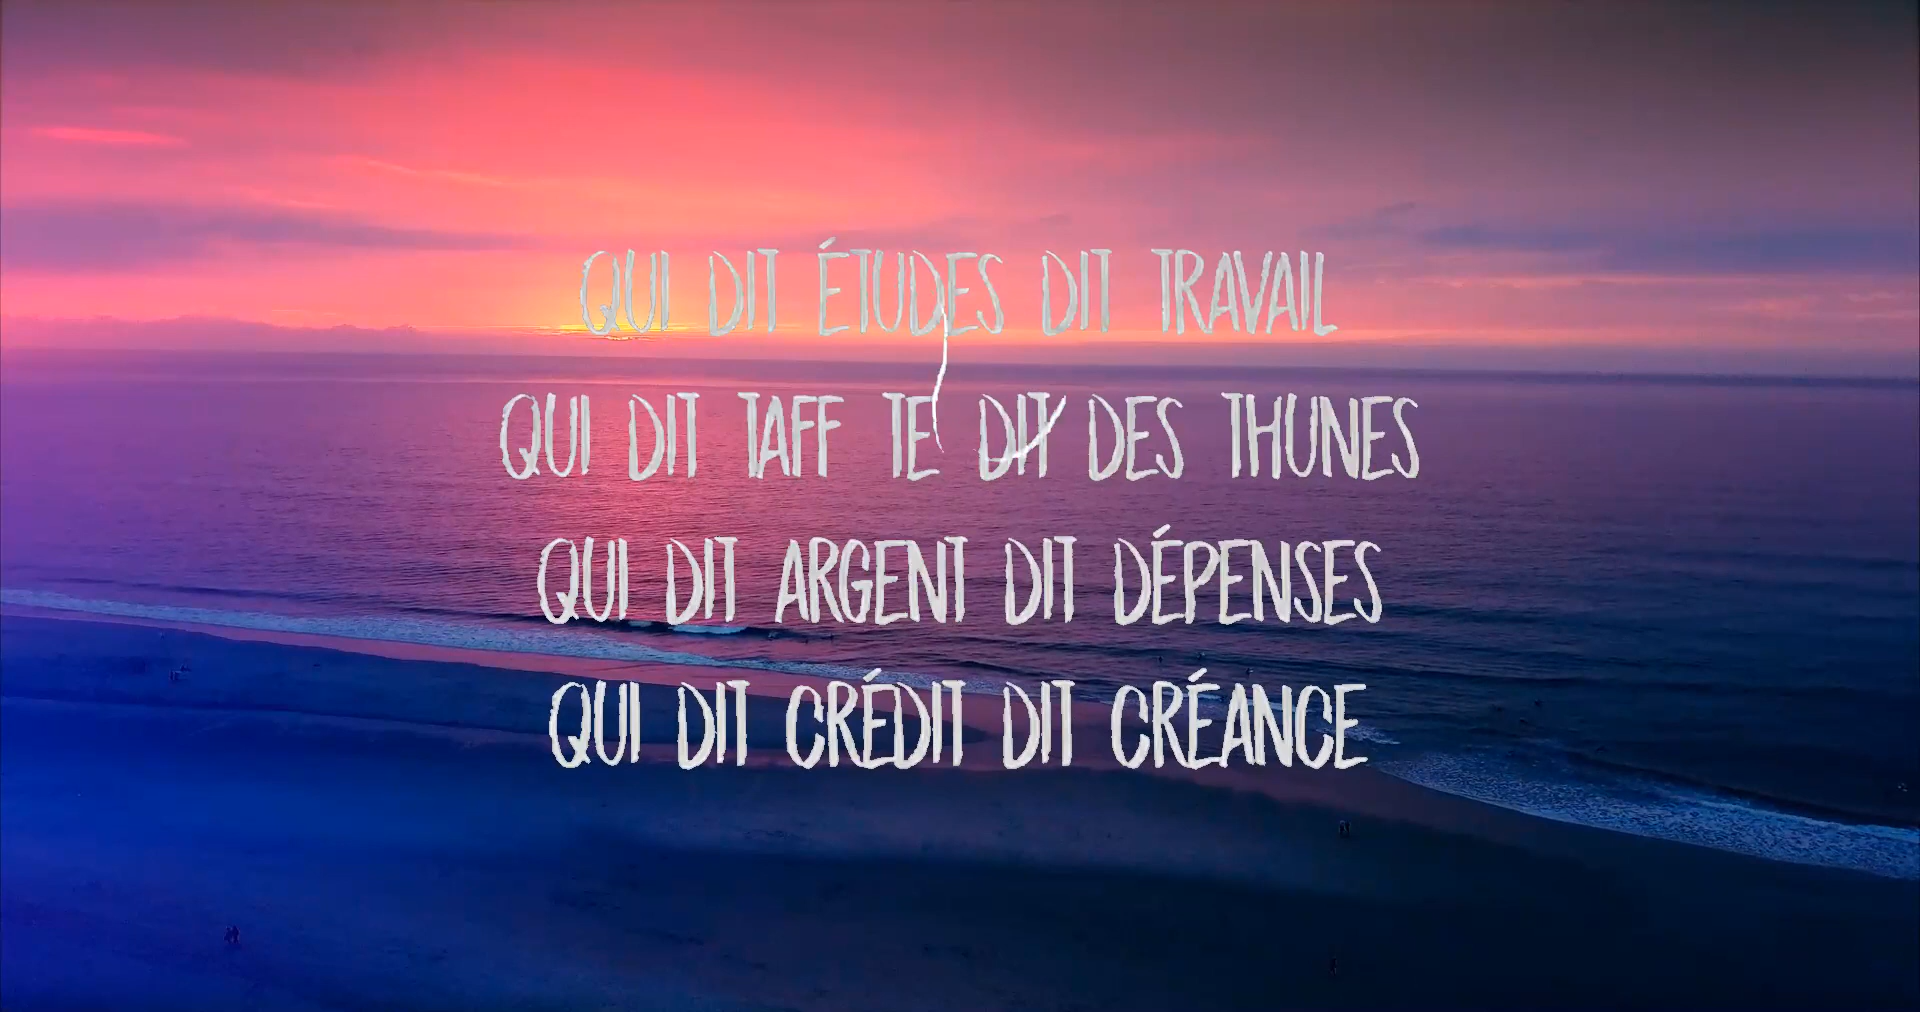 QUI DIT ÉTUDES DIT TRAVAIL
QUI DIT TAFF TE DIT DES THUNES
QUI DIT ARGENT DIT DÉPENSES
QUI DIT CRÉDIT DIT CRÉANCE